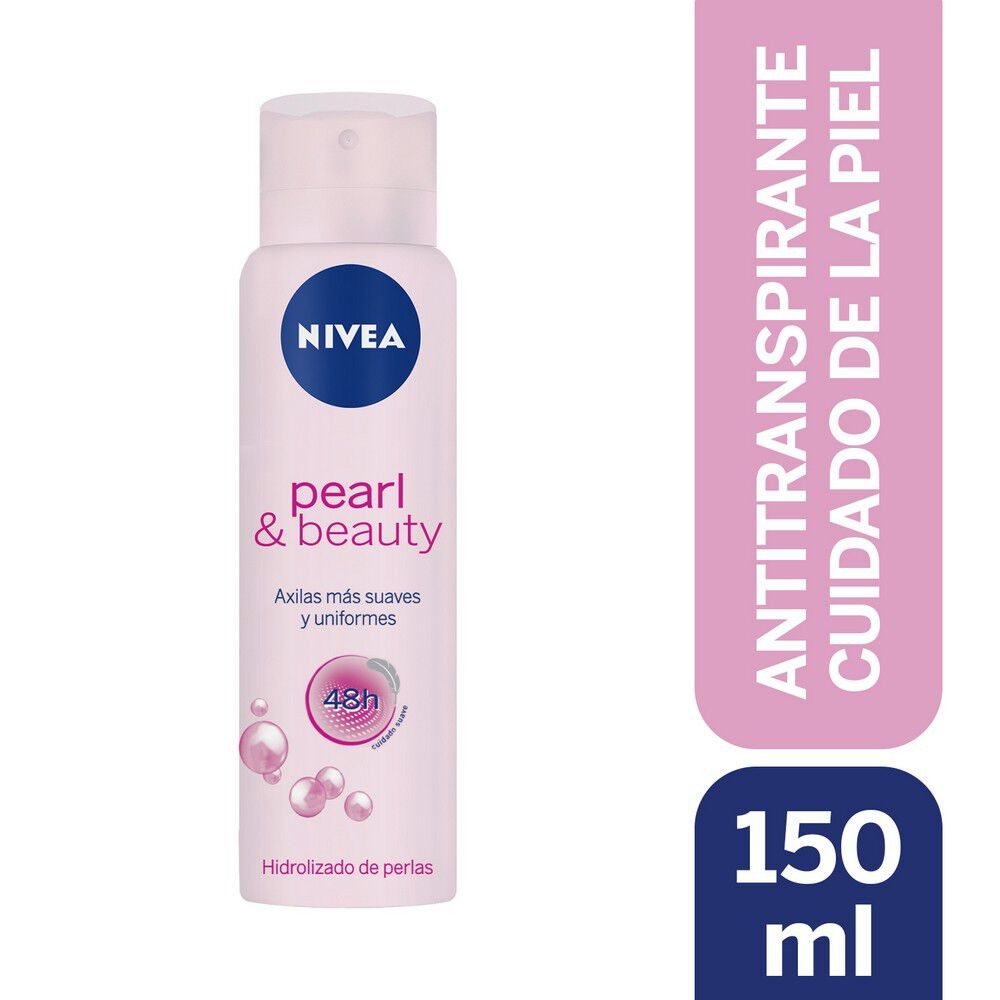 NIVEA
pearl
& beauty
Axilas más suaves
y uniformes
48h
cuidado suave
Hidrolizado de perlas
ANTITRANSPIRANTE
CUIDADO DE LA PIEL
150
ml